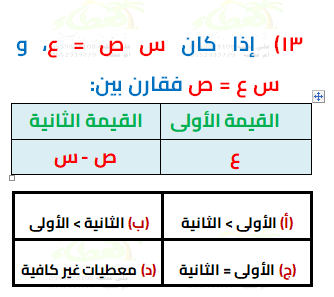 ١٣) إذا كان س ص = ع، و
س ع = ص فقارن بين:
القيمة الأولى القيمة الثانية
ع ص - س
(أ) الأولى > الثانية (ب) الثانية > الأولى
(ج) الأولى = الثانية (د) معطيات غير كافية